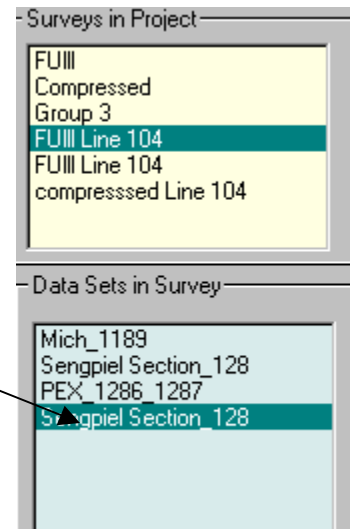 Surveys in Project
FUIII
Compressed
Group 3
FUIII Line 104
FUIII Line 104
compresssed Line 104
Data Sets in Survey
Mich_1189
Sengpiel Section_128
PEX_1286_1287
Sengpiel Section_128